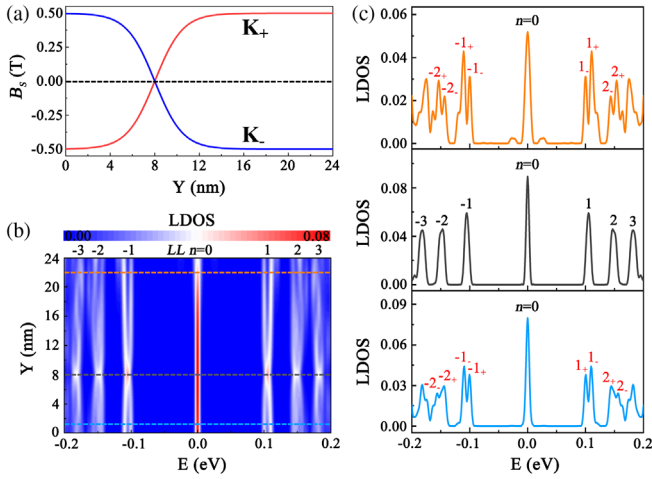 (a)
0.50
0.25
0.00
-0.25
-0.50
B_s (T)
K₊
K₋
0 4 8 12 16 20 24
Y (nm)
(b)
LDOS
0.00 0.08
-3 -2 -1 LL n=0 1 2 3
24
20
16
12
8
4
0
Y (nm)
-0.2 -0.1 0.0 0.1 0.2
E (eV)
(c)
0.06
0.03
0.00
LDOS
n=0
-2₊ -2₋ -1₊ -1₋ 1₋ 1₊ 2₋ 2₊
0.08
0.04
0.00
LDOS
n=0
-3 -2 -1 1 2 3
0.09
0.06
0.03
0.00
LDOS
n=0
-2₋ -2₊ -1₋ -1₊ 1₊ 1₋ 2₊ 2₋
-0.2 -0.1 0.0 0.1 0.2
E (eV)